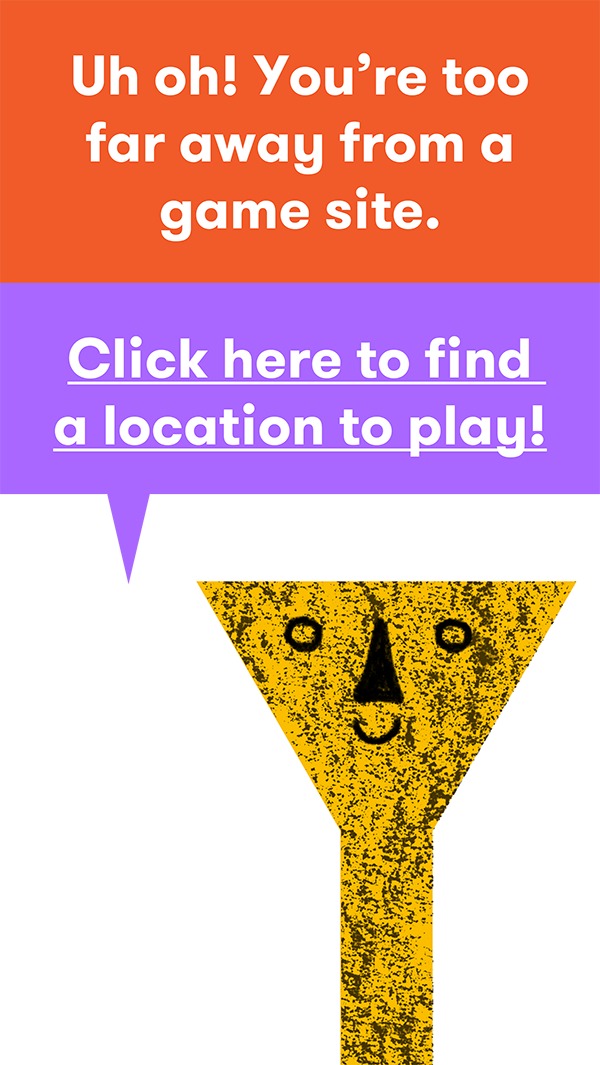 Uh oh! You’re too
far away from a
game site.
Click here to find
a location to play!